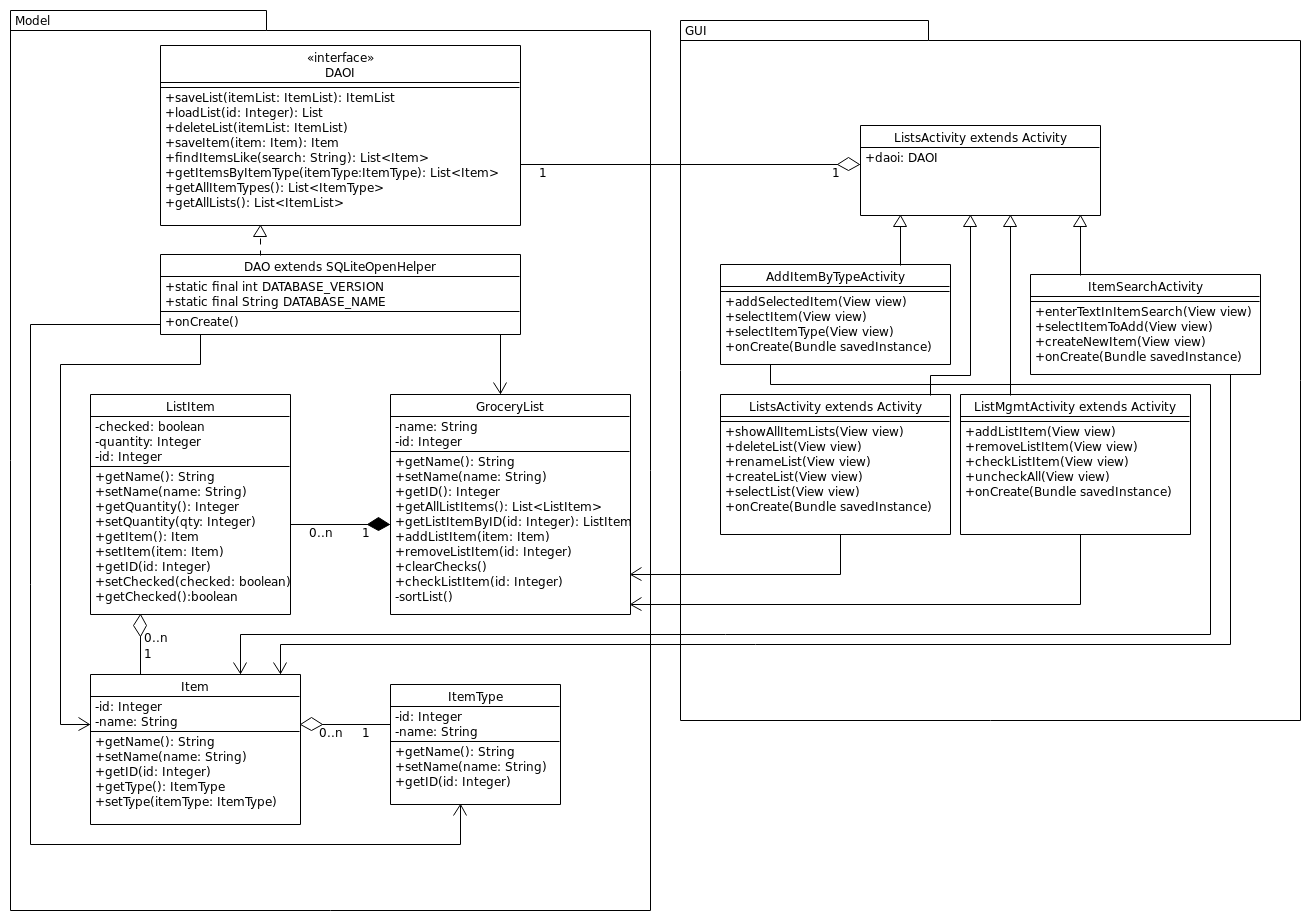 Model
«interface»
DAOI
+saveList(itemList: ItemList): ItemList
+loadList(id: Integer): List
+deleteList(itemList: ItemList)
+saveItem(item: Item): Item
+findItemsLike(search: String): List<Item>
+getItemsByItemType(itemType:ItemType): List<Item>
+getAllItemTypes(): List<ItemType>
+getAllLists(): List<ItemList>
1
1
DAO extends SQLiteOpenHelper
+static final int DATABASE_VERSION
+static final String DATABASE_NAME
+onCreate()
ListItem
-checked: boolean
-quantity: Integer
-id: Integer
+getName(): String
+setName(name: String)
+getQuantity(): Integer
+setQuantity(qty: Integer)
+getItem(): Item
+setItem(item: Item)
+getID(id: Integer)
+setChecked(checked: boolean)
+getChecked():boolean
0..n
1
GroceryList
-name: String
-id: Integer
+getName(): String
+setName(name: String)
+getID(): Integer
+getAllListItems(): List<ListItem>
+getListItemByID(id: Integer): ListItem
+addListItem(item: Item)
+removeListItem(id: Integer)
+clearChecks()
+checkListItem(id: Integer)
-sortList()
0..n
1
Item
-id: Integer
-name: String
+getName(): String
+setName(name: String)
+getID(id: Integer)
+getType(): ItemType
+setType(itemType: ItemType)
0..n
1
ItemType
-id: Integer
-name: String
+getName(): String
+setName(name: String)
+getID(id: Integer)
GUI
ListsActivity extends Activity
+daoi: DAOI
AddItemByTypeActivity
+addSelectedItem(View view)
+selectItem(View view)
+selectItemType(View view)
+onCreate(Bundle savedInstance)
ItemSearchActivity
+enterTextInItemSearch(View view)
+selectItemToAdd(View view)
+createNewItem(View view)
+onCreate(Bundle savedInstance)
ListsActivity extends Activity
+showAllItemLists(View view)
+deleteList(View view)
+renameList(View view)
+createList(View view)
+selectList(View view)
+onCreate(Bundle savedInstance)
ListMgmtActivity extends Activity
+addListItem(View view)
+removeListItem(View view)
+checkListItem(View view)
+uncheckAll(View view)
+onCreate(Bundle savedInstance)